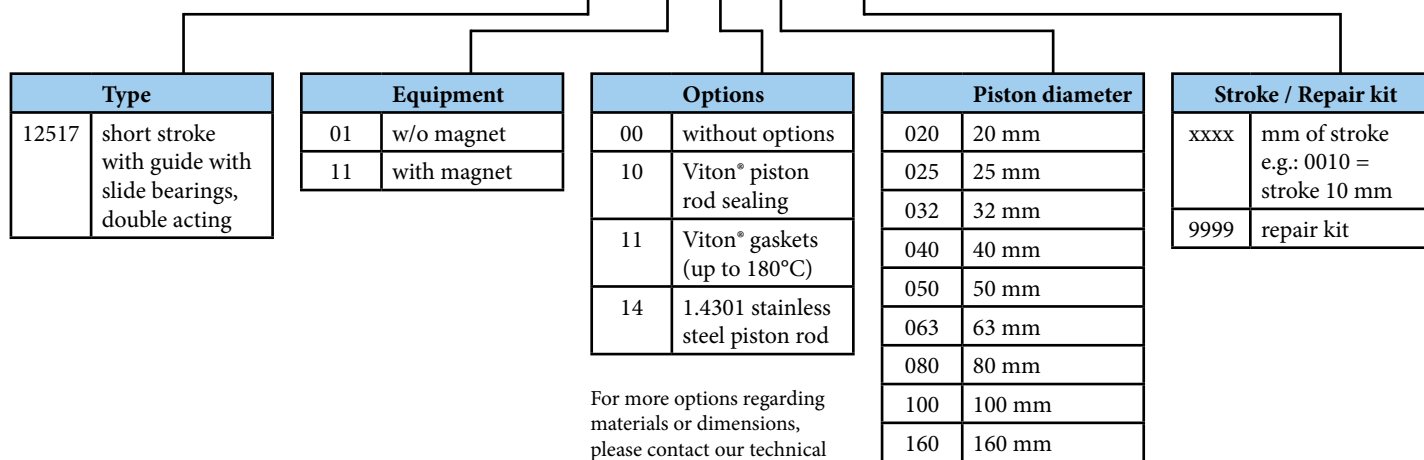 Type
12517 short stroke
with guide with
slide bearings,
double acting
Equipment
01 w/o magnet
11 with magnet
Options
00 without options
10 Viton® piston
rod sealing
11 Viton® gaskets
(up to 180°C)
14 1.4301 stainless
steel piston rod
For more options regarding
materials or dimensions,
please contact our technical
Piston diameter
020 20 mm
025 25 mm
032 32 mm
040 40 mm
050 50 mm
063 63 mm
080 80 mm
100 100 mm
160 160 mm
Stroke / Repair kit
xxxx mm of stroke
e.g.: 0010 =
stroke 10 mm
9999 repair kit